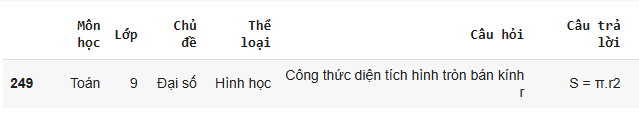 Môn học Lớp Chủ đề Thể loại Câu hỏi Câu trả lời
249 Toán 9 Đại số Hình học Công thức diện tích hình tròn bán kính r S = π.r2